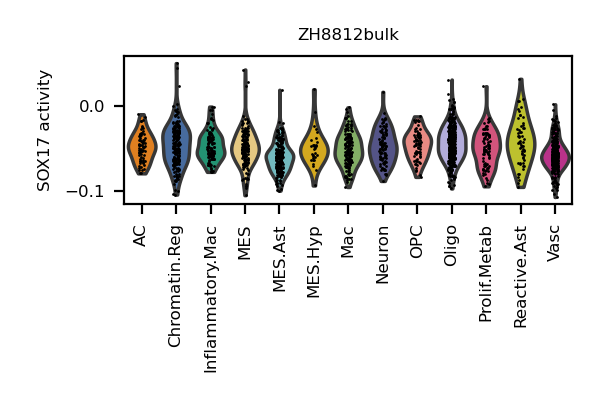 ZH8812bulk
SOX17 activity
0.0
−0.1
AC
Chromatin.Reg
Inflammatory.Mac
MES
MES.Ast
MES.Hyp
Mac
Neuron
OPC
Oligo
Prolif.Metab
Reactive.Ast
Vasc